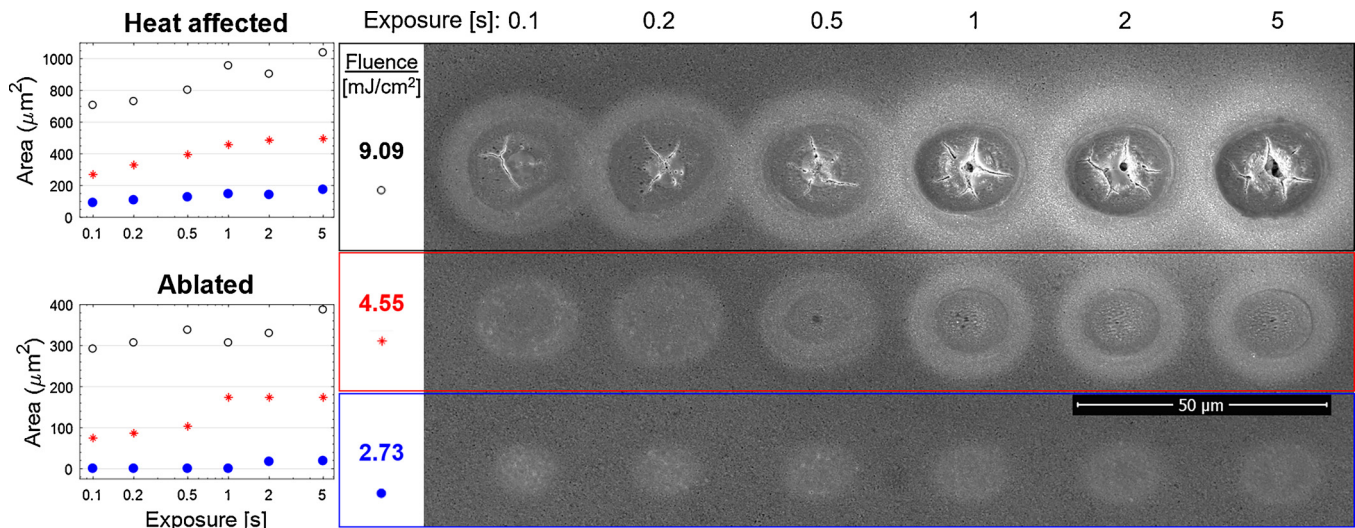 Heat affected
Exposure [s]: 0.1 0.2 0.5 1 2 5
Area (μm²)
1000
800
600
400
200
0
0.1 0.2 0.5 1 2 5
Fluence
[mJ/cm²]
9.09
Ablated
Area (μm²)
400
300
200
100
0
0.1 0.2 0.5 1 2 5
Exposure [s]
4.55
50 μm
2.73